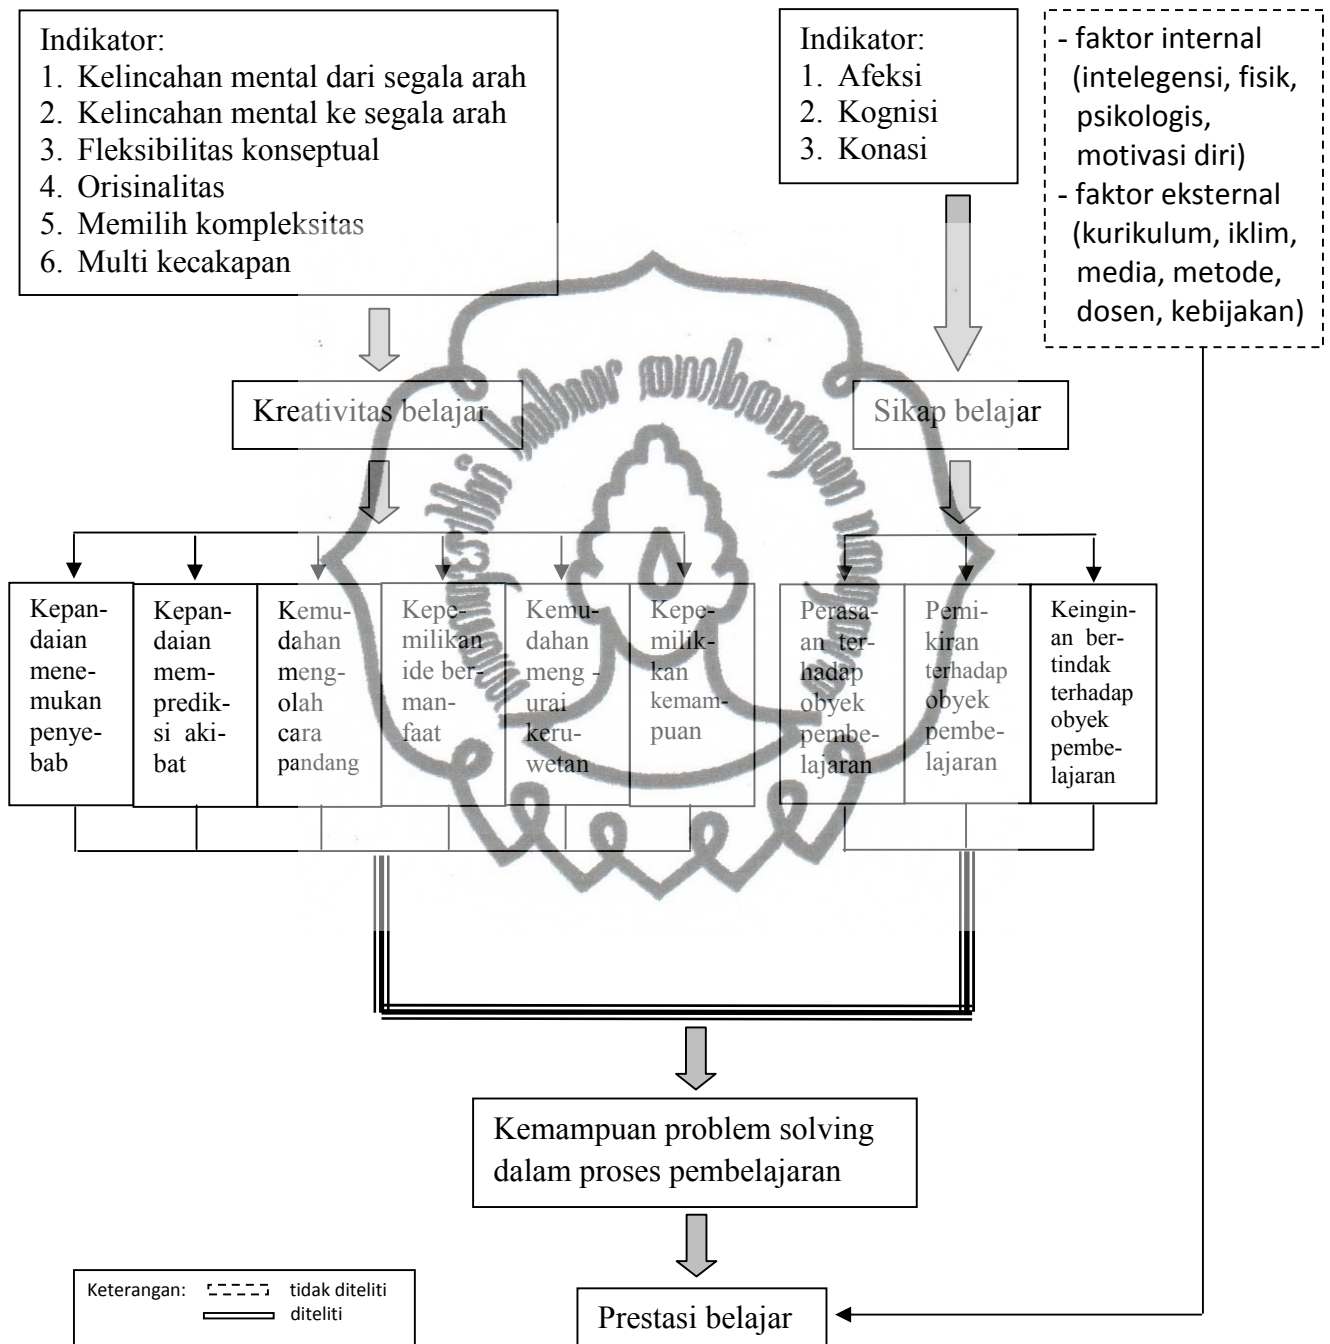 Indikator:
1. Kelincahan mental dari segala arah
2. Kelincahan mental ke segala arah
3. Fleksibilitas konseptual
4. Orisinalitas
5. Memilih kompleksitas
6. Multi kecakapan
Indikator:
1. Afeksi
2. Kognisi
3. Konasi
- faktor internal
(intelegensi, fisik,
psikologis,
motivasi diri)
- faktor eksternal
(kurikulum, iklim,
media, metode,
dosen, kebijakan)
Kreativitas belajar
Sikap belajar
Kepan-
daian
mene-
mukan
penye-
bab
Kepan-
daian
mem-
predik-
si aki-
bat
Kemu-
dahan
meng-
olah
cara
pandang
Kepe-
milikan
ide ber-
man-
faat
Kemu-
dahan
meng -
urai
keru-
wetan
Kepe-
milik-
kan
kemam-
puan
Perasa-
an ter-
hadap
obyek
pembe-
lajaran
Pemi-
kiran
terhadap
obyek
pembe-
lajaran
Keingin-
an ber-
tindak
terhadap
obyek
pembe-
lajaran
Kemampuan problem solving
dalam proses pembelajaran
Prestasi belajar
Keterangan: tidak diteliti
diteliti